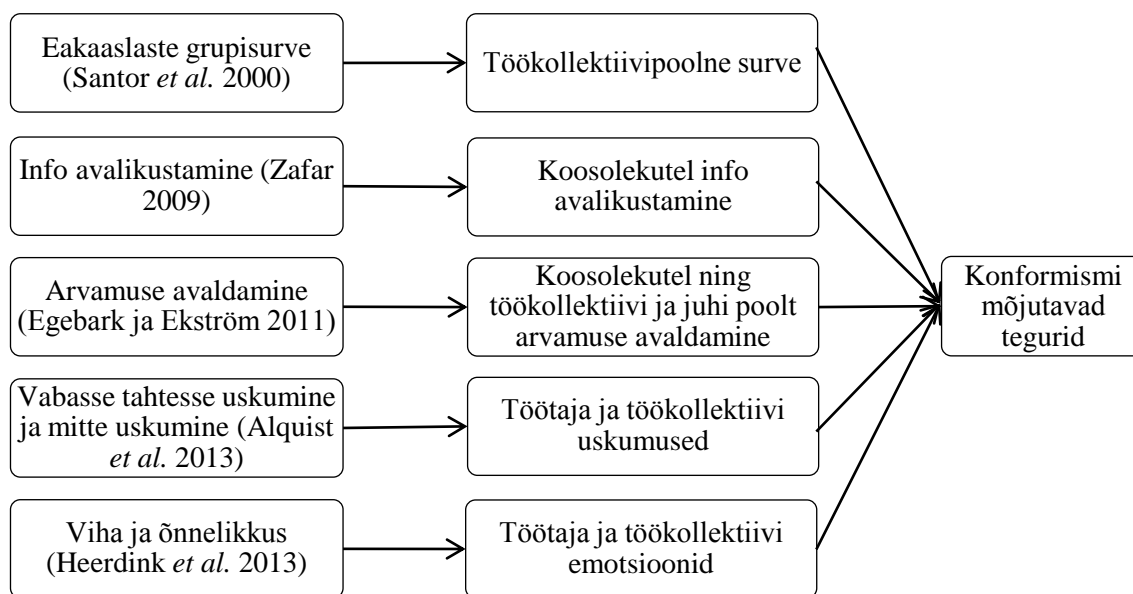 Eakaaslaste grupisurve
(Santor et al. 2000)
Töökollektiivipoolne surve
Info avalikustamine (Zafar
2009)
Koosolekutel info
avalikustamine
Arvamuse avaldamine
(Egebark ja Ekström 2011)
Koosolekutel ning
töökollektiivi ja juhi poolt
arvamuse avaldamine
Konformismi
mõjutavad
tegurid
Vabasse tahtesse uskumine
ja mitte uskumine (Alquist
et al. 2013)
Töötaja ja töökollektiivi
uskumused
Viha ja õnnelikkus
(Heerdink et al. 2013)
Töötaja ja töökollektiivi
emotsioonid